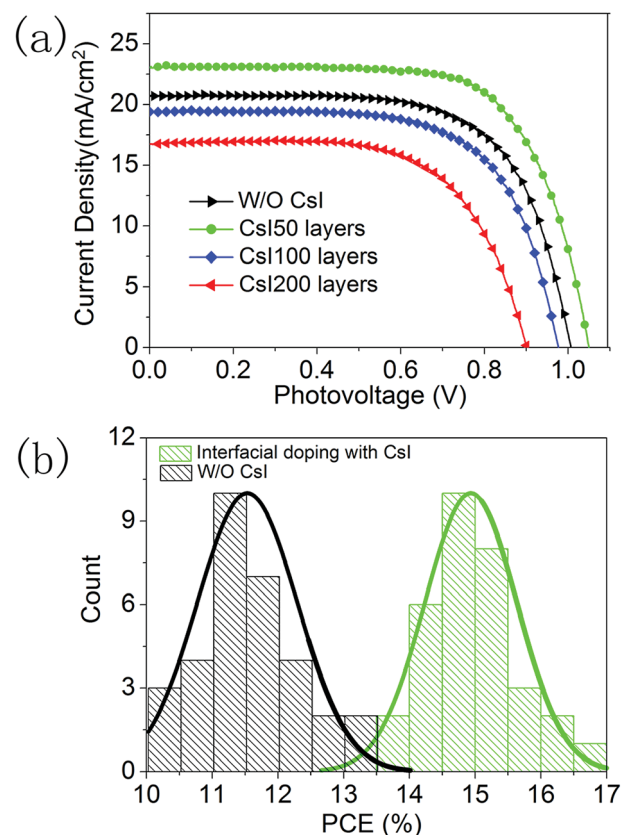 (a)
25
20
15
10
5
0
Current Density(mA/cm²)
W/O CsI
CsI50 layers
CsI100 layers
CsI200 layers
0.0 0.2 0.4 0.6 0.8 1.0
Photovoltage (V)
(b)
12
9
6
3
0
Count
Interfacial doping with CsI
W/O CsI
10 11 12 13 14 15 16 17
PCE (%)